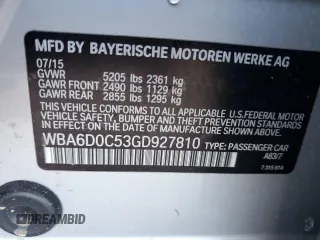 MFD BY BAYERISCHE MOTOREN WERKE AG
07/15
GVWR 5205 lbs 2361 kg
GAWR FRONT 2490 lbs 1129 kg
GAWR REAR 2855 lbs 1295 kg
THIS VEHICLE CONFORMS TO ALL APPLICABLE
U.S. FEDERAL MOTOR VEHICLE SAFETY,
BUMPER, AND THEFT PREVENTION STANDARDS
IN EFFECT ON THE DATE OF
MANUFACTURE SHOWN ABOVE.
WBA6D0C53GD927810 TYPE: PASSENGER CAR
A83/7
DREAMBID